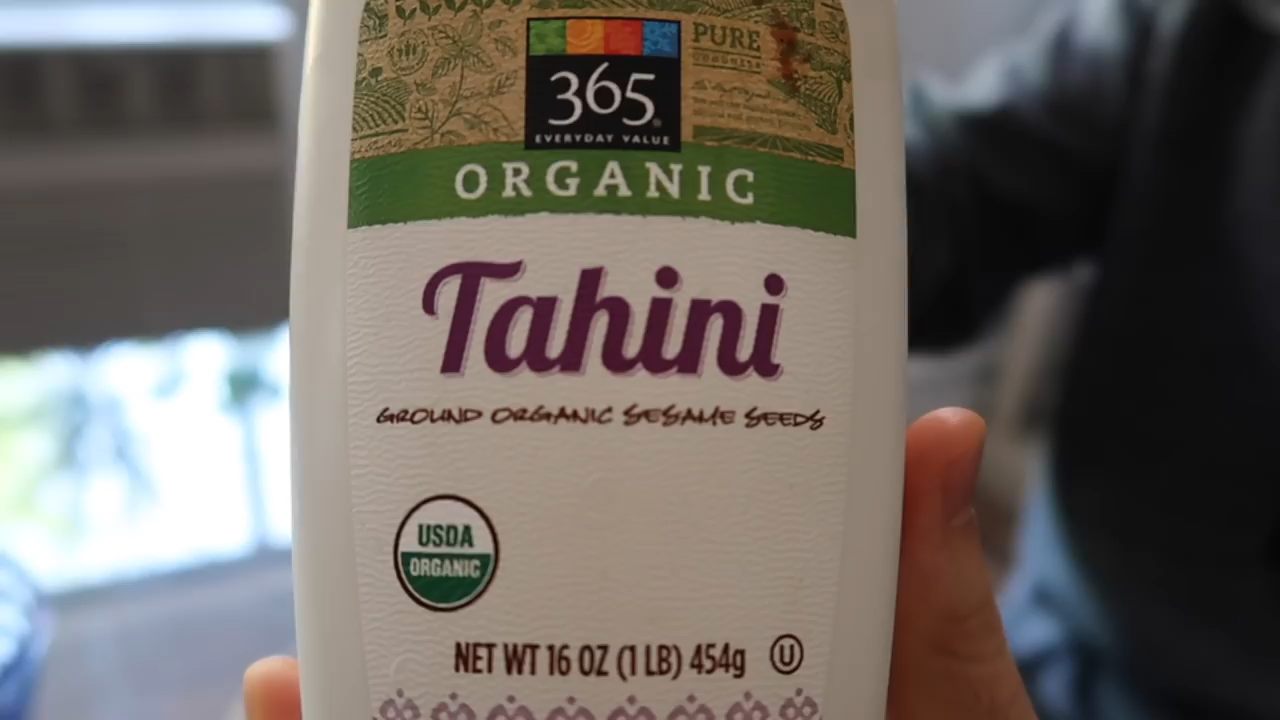 PURE
GOODNESS
365
EVERYDAY VALUE
ORGANIC
Tahini
GROUND ORGANIC SESAME SEEDS
USDA
ORGANIC
NET WT 16 OZ (1 LB) 454g
U